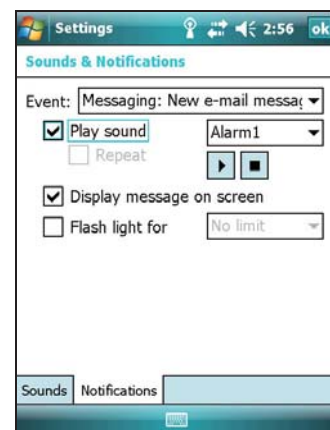 Settings 2:56 ok
Sounds & Notifications
Event: Messaging: New e-mail messag
Play sound Alarm1
Repeat
Display message on screen
Flash light for No limit
Sounds Notifications